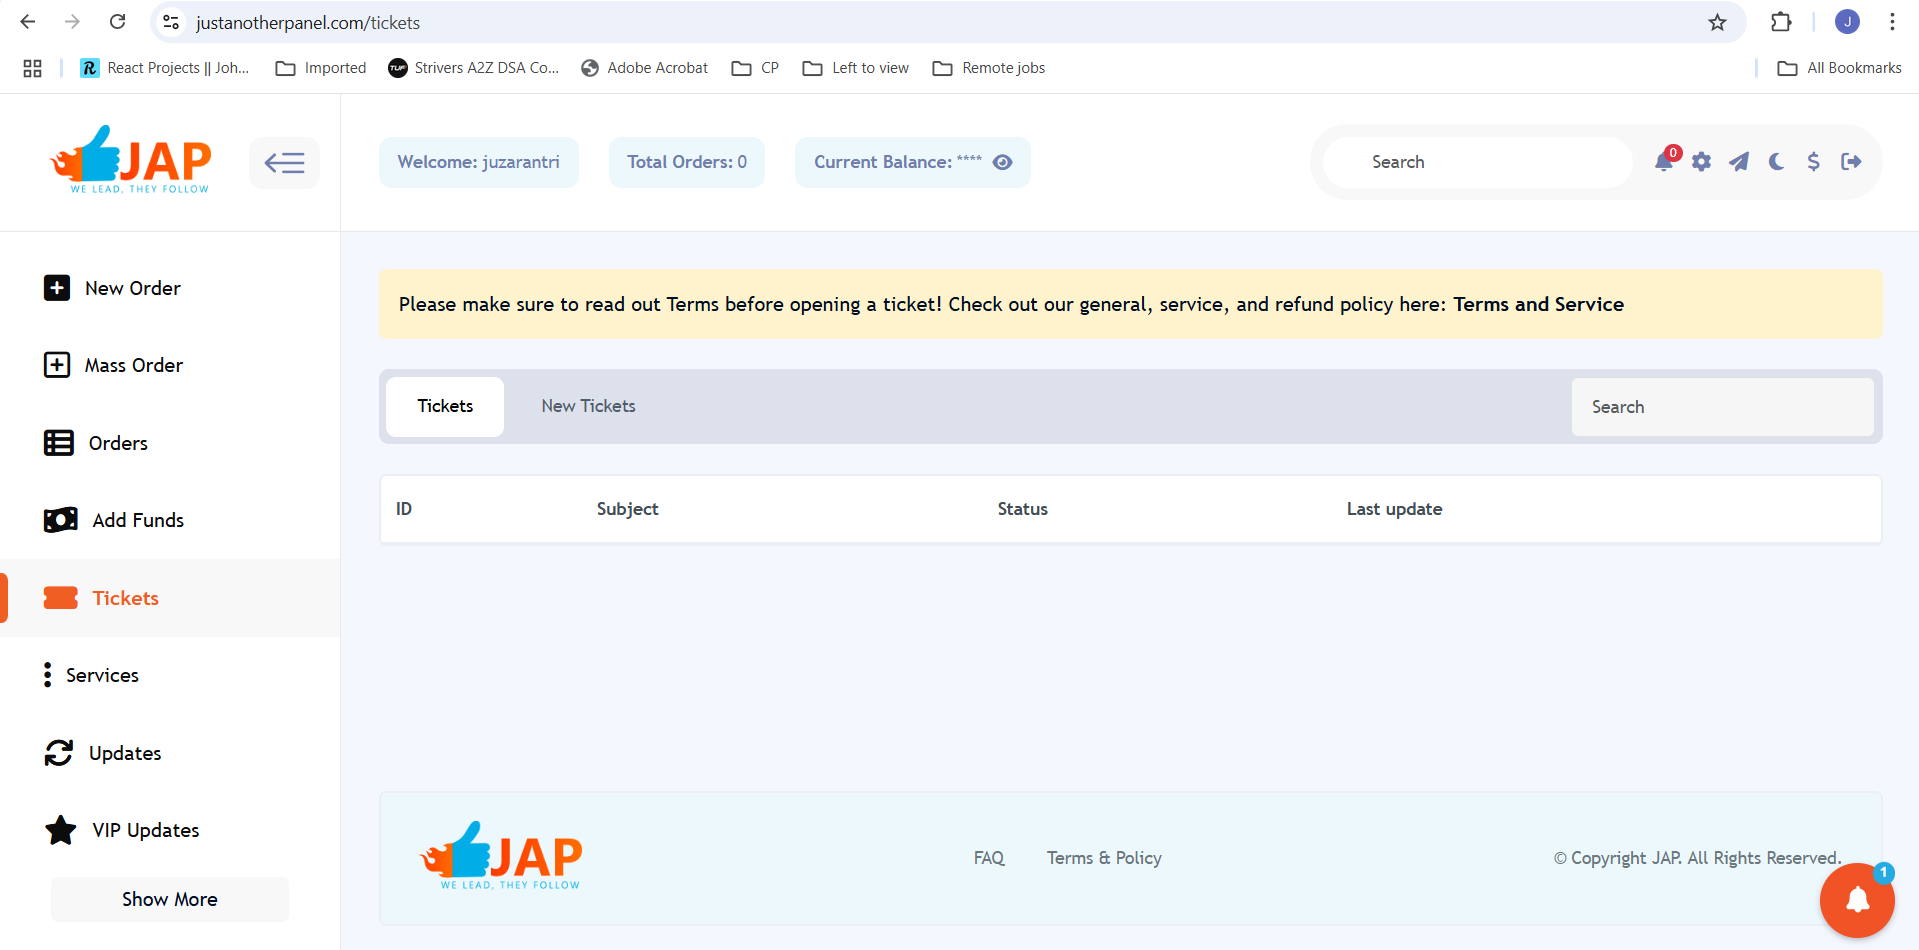 justanotherpanel.com/tickets
J
React Projects || Joh...
Imported
TUF
Strivers A2Z DSA Co...
Adobe Acrobat
CP
Left to view
Remote jobs
All Bookmarks
JAP
WE LEAD, THEY FOLLOW
Welcome: juzarantri
Total Orders: 0
Current Balance: ****
Search
0
New Order
Mass Order
Orders
Add Funds
Tickets
Services
Updates
VIP Updates
Show More
Please make sure to read out Terms before opening a ticket! Check out our general, service, and refund policy here: Terms and Service
Tickets
New Tickets
Search
ID
Subject
Status
Last update
JAP
WE LEAD, THEY FOLLOW
FAQ
Terms & Policy
© Copyright JAP. All Rights Reserved.
1